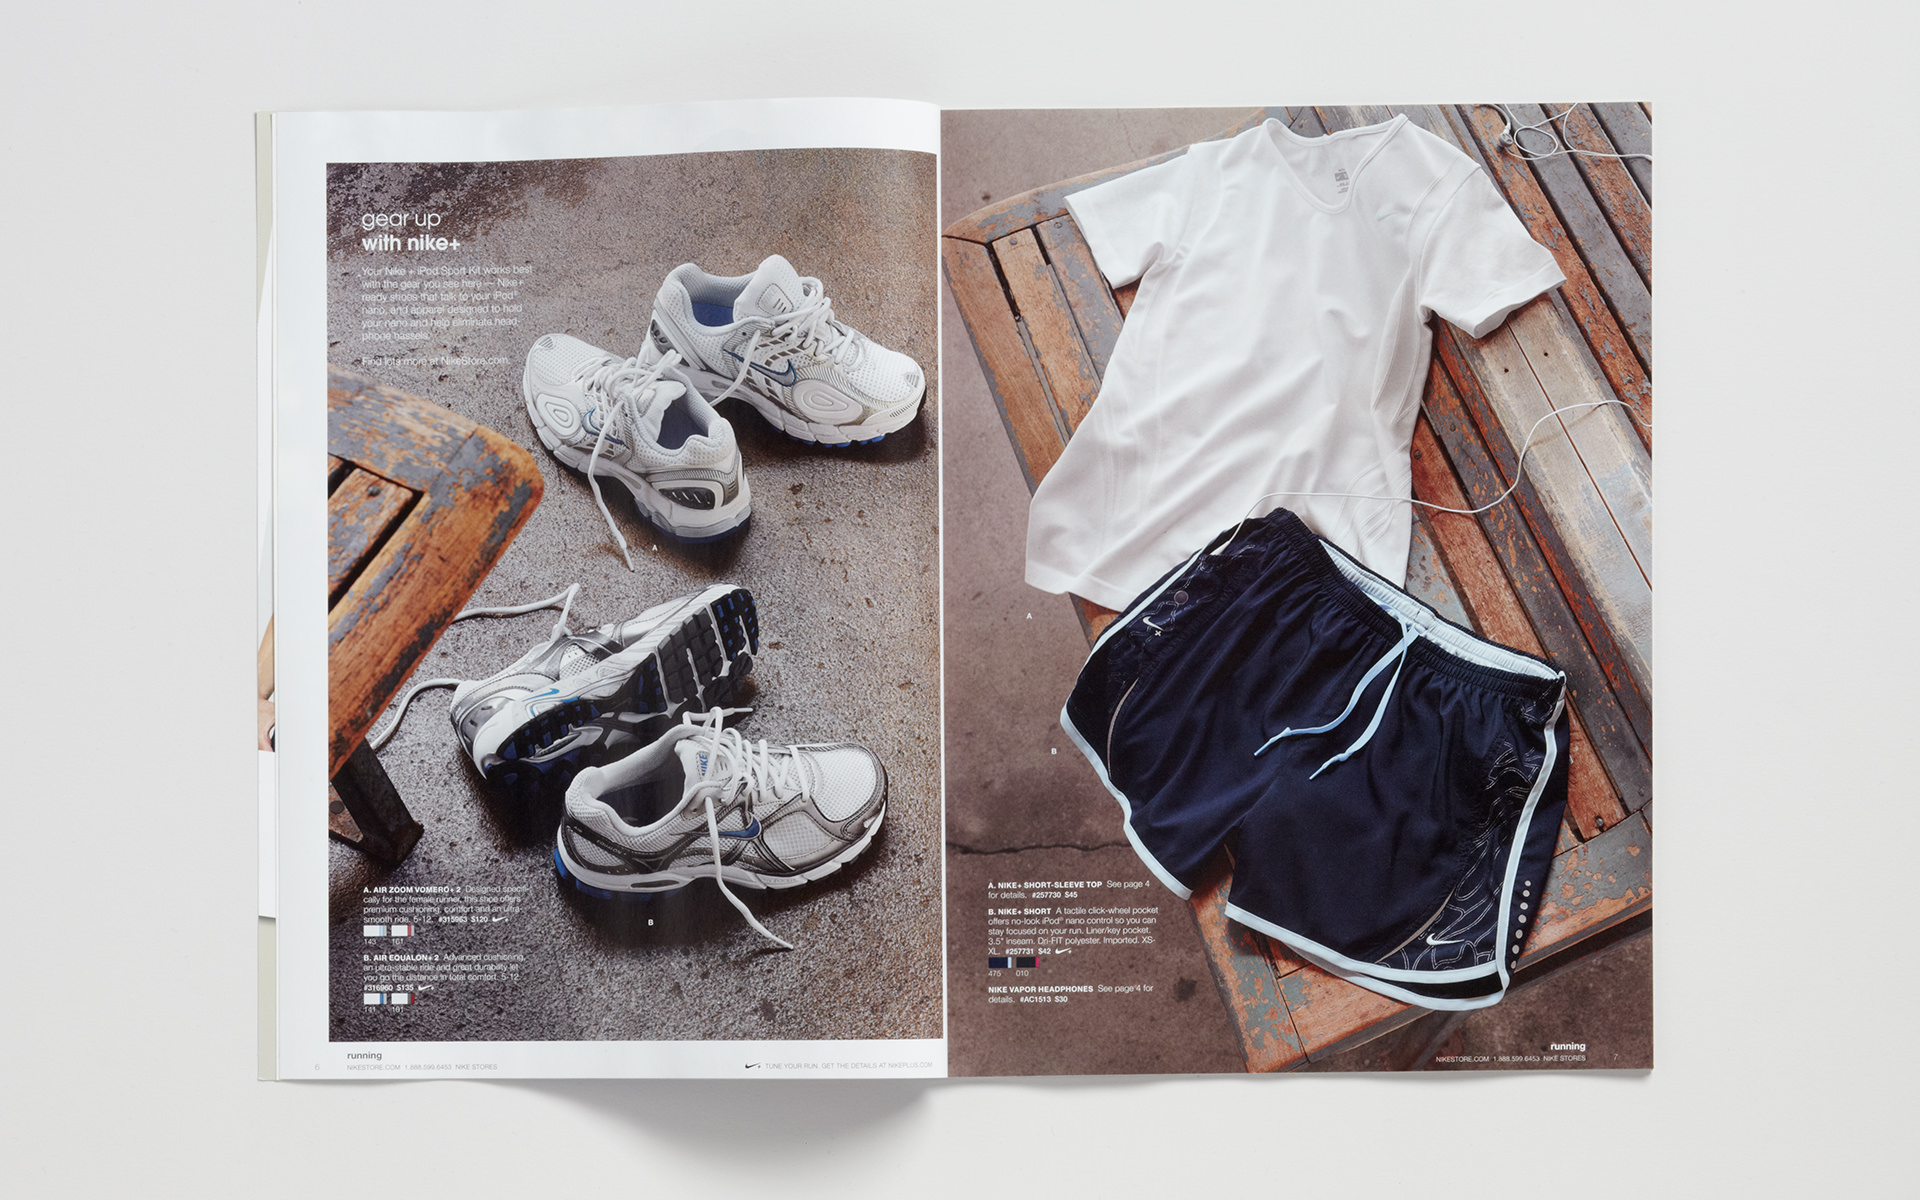 gear up
with nike+
Your Nike + iPod Sport Kit works best
with the gear you see here — Nike+
ready shoes that talk to your iPod®
nano, and apparel designed to hold
your nano and help eliminate head-
phone hassels.
Find lots more at NikeStore.com.
A
B
A. AIR ZOOM VOMERO+ 2 Designed specifi-
cally for the female runner, this shoe offers
premium cushioning, comfort and an ultra-
smooth ride. 5-12. #315963 $120
143 161
B. AIR EQUALON+ 2 Advanced cushioning,
an ultra-stable ride and great durability let
you go the distance in total comfort. 5-12.
#316960 $135
141 161
6
running
NIKESTORE.COM 1.888.599.6453 NIKE STORES
TUNE YOUR RUN. GET THE DETAILS AT NIKEPLUS.COM
A
B
A. NIKE+ SHORT-SLEEVE TOP See page 4
for details. #257730 $45
B. NIKE+ SHORT A tactile click-wheel pocket
offers no-look iPod® nano control so you can
stay focused on your run. Liner/key pocket.
3.5" inseam. Dri-FIT polyester. Imported. XS-
XL. #257731 $42
475 010
NIKE VAPOR HEADPHONES See page 4 for
details. #AC1513 $30
running
NIKESTORE.COM 1.888.599.6453 NIKE STORES
7